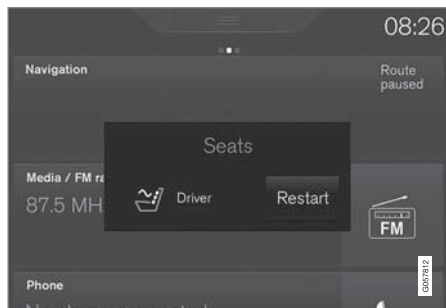 08:26
Navigation
Route
paused
Seats
Media / FM ra
87.5 MH
Driver
Restart
FM
Phone
G057812